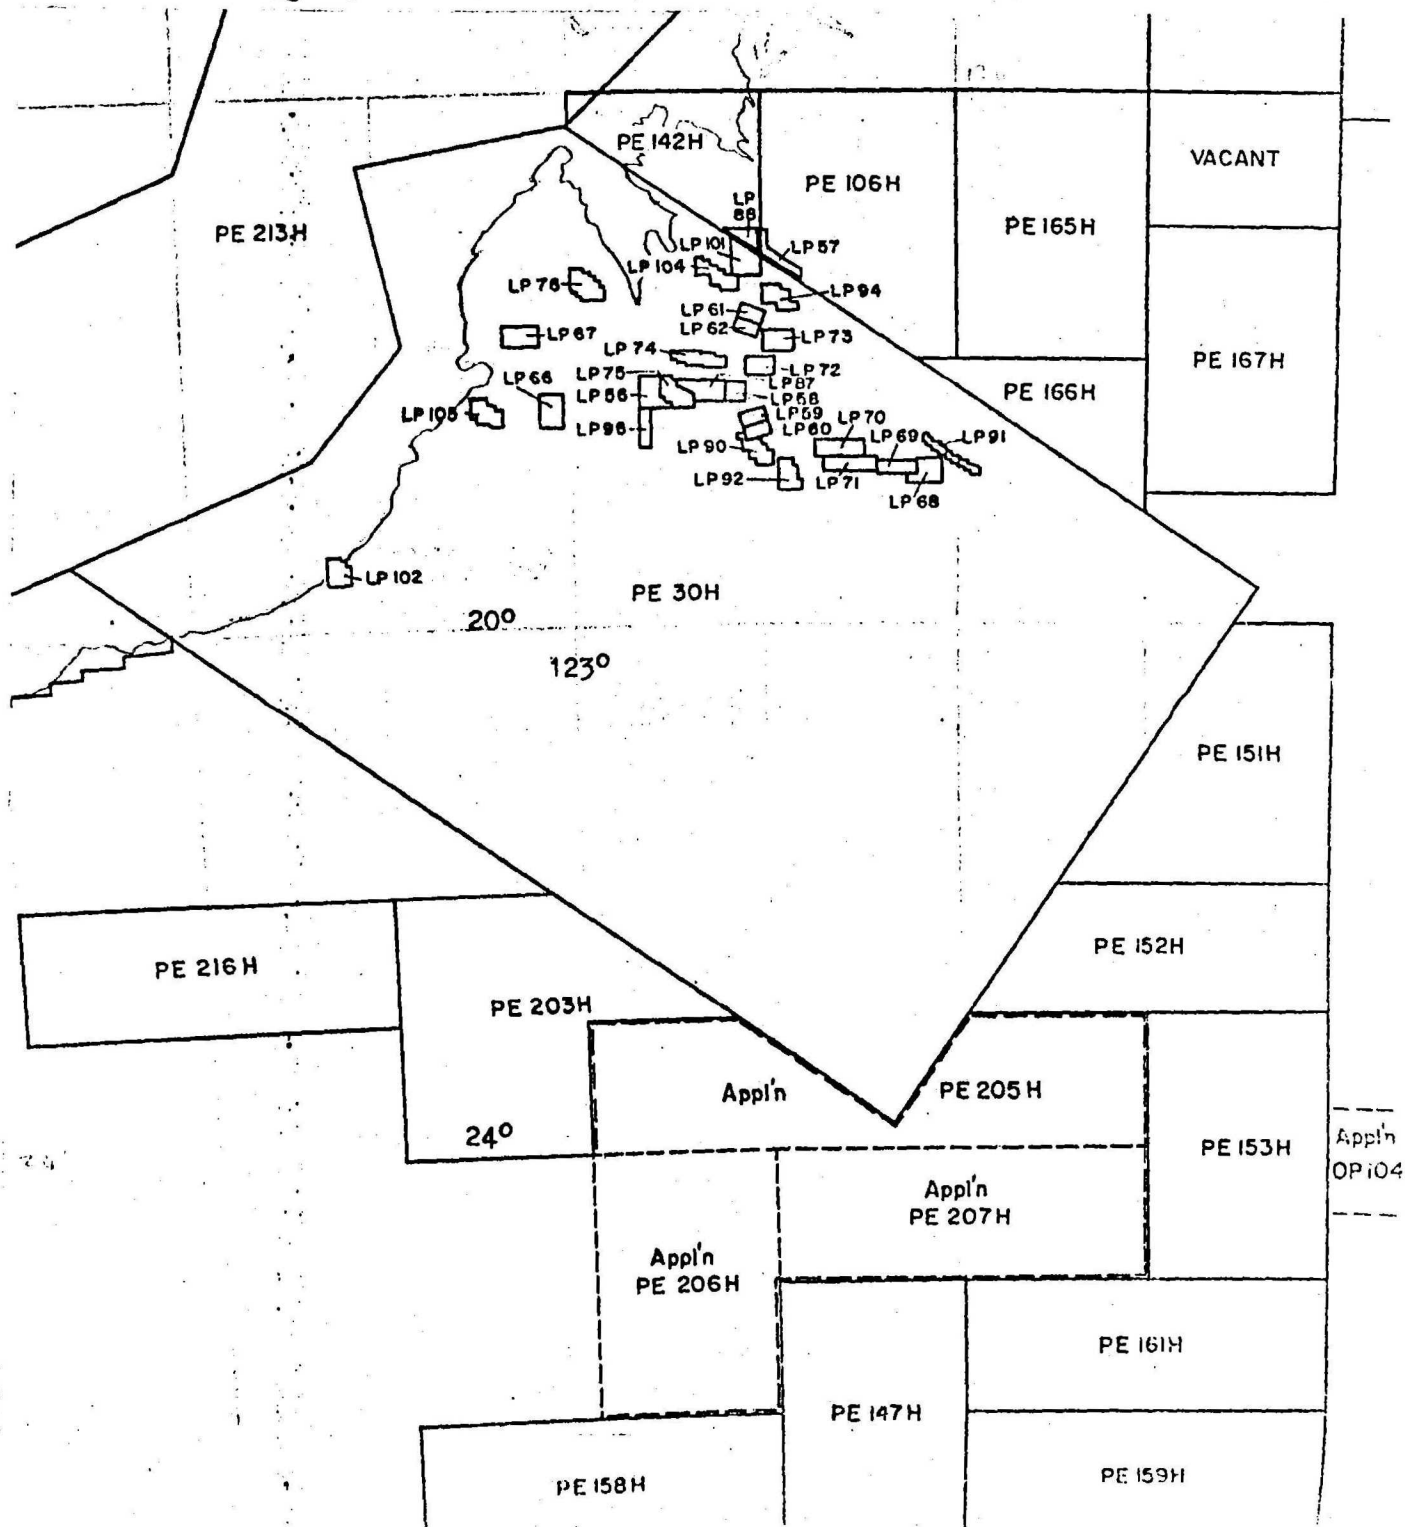 PE 142H
PE 106H
VACANT
PE 213H
PE 165H
LP
88
LP 101
LP 57
LP 104
LP 76
LP 94
LP 61
LP 62
LP 67
LP 73
LP 74
LP 72
PE 167H
LP 75
LP 87
LP 66
LP 56
LP 58
PE 166H
LP 105
LP 59
LP 70
LP 96
LP 60
LP 69
LP 91
LP 90
LP 92
LP 71
LP 68
LP 102
PE 30H
20°
123°
PE 151H
PE 216H
PE 152H
PE 203H
Appl'n
PE 205H
24°
PE 153H
Appl'n
OP 104
Appl'n
PE 207H
Appl'n
PE 206H
PE 161H
PE 147H
PE 158H
PE 159H